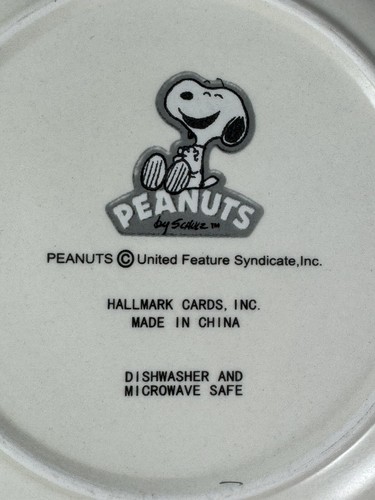 PEANUTS
by SCHULZ™
PEANUTS © United Feature Syndicate, Inc.
HALLMARK CARDS, INC.
MADE IN CHINA
DISHWASHER AND
MICROWAVE SAFE